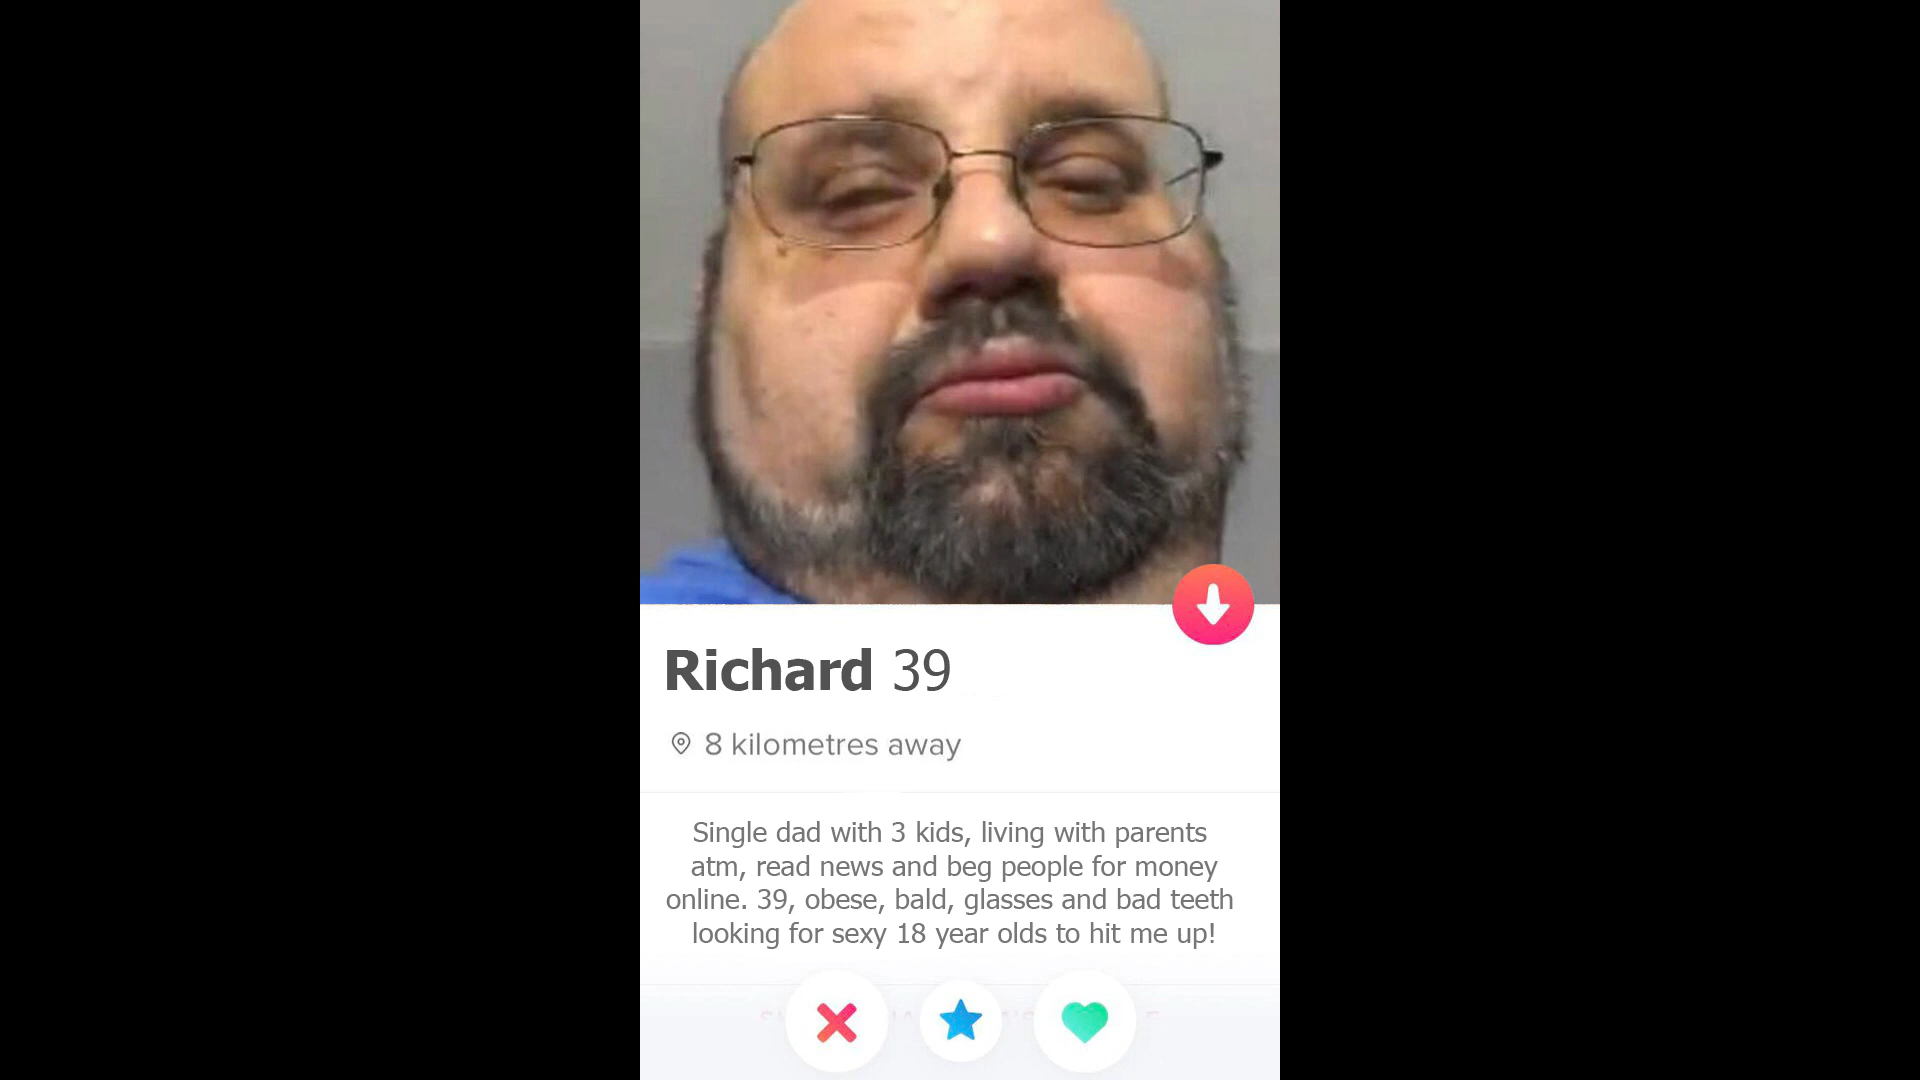 Richard 39
8 kilometres away
Single dad with 3 kids, living with parents
atm, read news and beg people for money
online. 39, obese, bald, glasses and bad teeth
looking for sexy 18 year olds to hit me up!